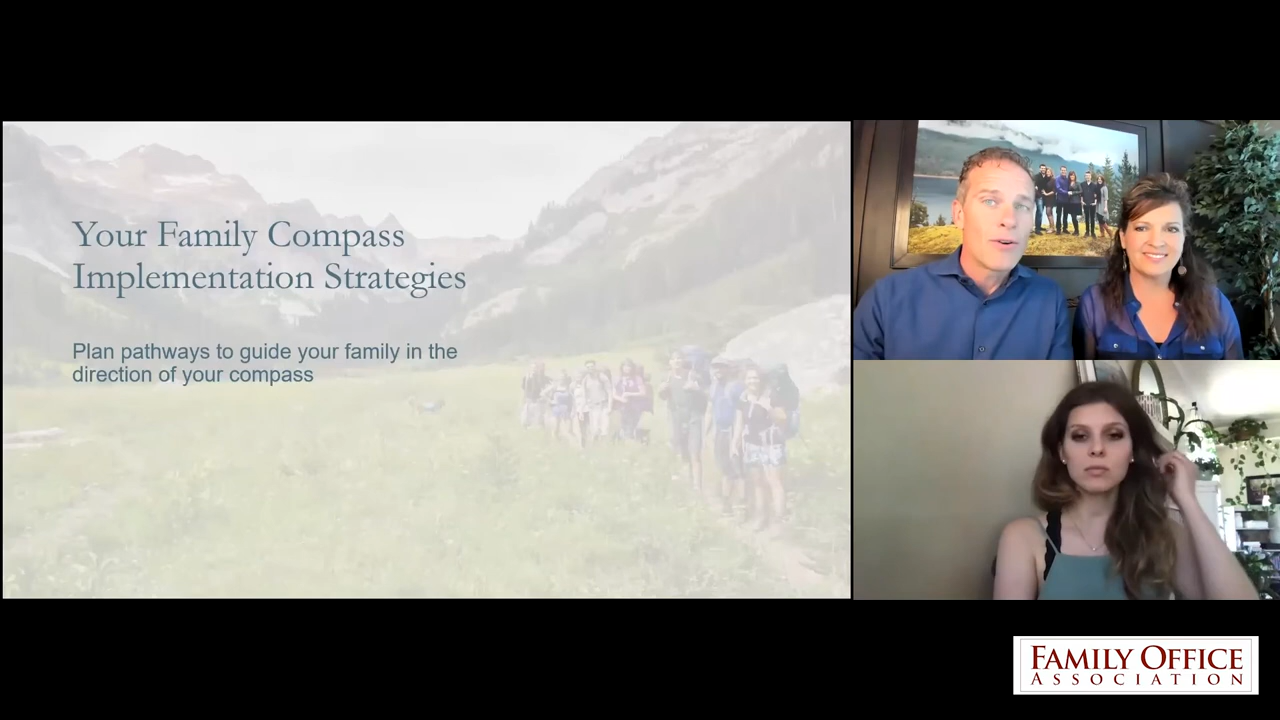 Your Family Compass
Implementation Strategies
Plan pathways to guide your family in the
direction of your compass
FAMILY OFFICE
ASSOCIATION